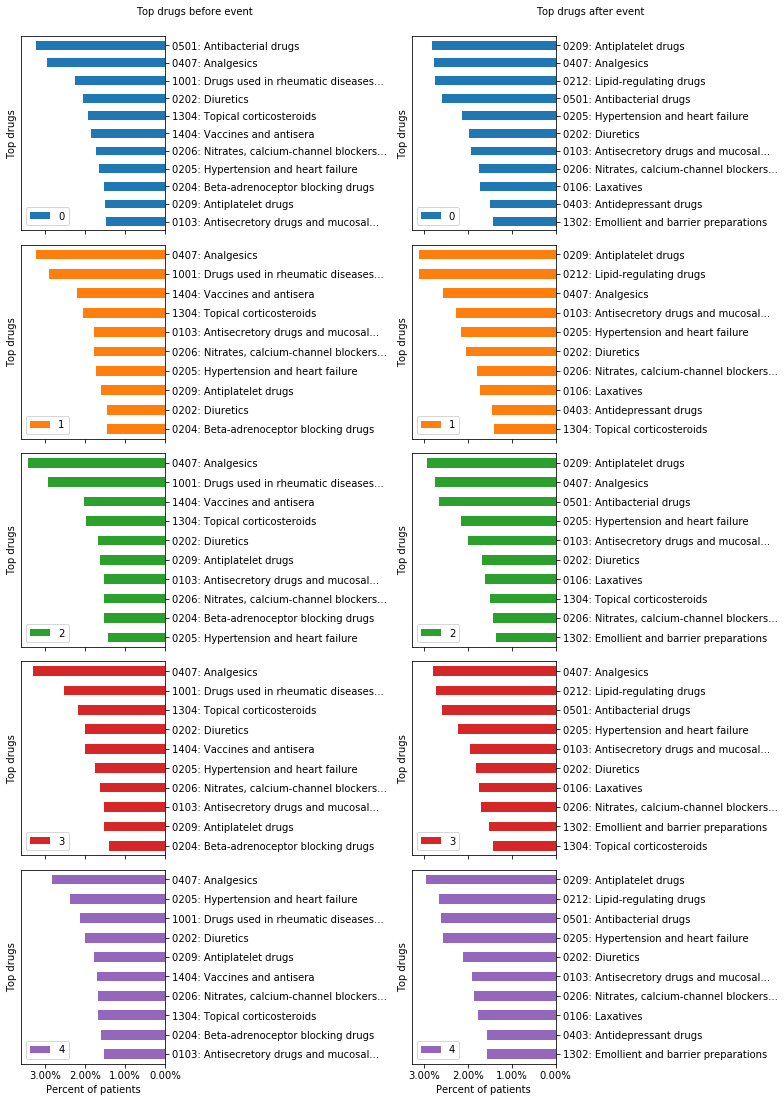 Top drugs before event
Top drugs
0501: Antibacterial drugs
0407: Analgesics
1001: Drugs used in rheumatic diseases...
0202: Diuretics
1304: Topical corticosteroids
1404: Vaccines and antisera
0206: Nitrates, calcium-channel blockers...
0205: Hypertension and heart failure
0204: Beta-adrenoceptor blocking drugs
0209: Antiplatelet drugs
0103: Antisecretory drugs and mucosal...
0
Top drugs
0407: Analgesics
1001: Drugs used in rheumatic diseases...
1404: Vaccines and antisera
1304: Topical corticosteroids
0103: Antisecretory drugs and mucosal...
0206: Nitrates, calcium-channel blockers...
0205: Hypertension and heart failure
0209: Antiplatelet drugs
0202: Diuretics
0204: Beta-adrenoceptor blocking drugs
1
Top drugs
0407: Analgesics
1001: Drugs used in rheumatic diseases...
1404: Vaccines and antisera
1304: Topical corticosteroids
0202: Diuretics
0209: Antiplatelet drugs
0103: Antisecretory drugs and mucosal...
0206: Nitrates, calcium-channel blockers...
0204: Beta-adrenoceptor blocking drugs
0205: Hypertension and heart failure
2
Top drugs
0407: Analgesics
1001: Drugs used in rheumatic diseases...
1304: Topical corticosteroids
0202: Diuretics
1404: Vaccines and antisera
0205: Hypertension and heart failure
0206: Nitrates, calcium-channel blockers...
0103: Antisecretory drugs and mucosal...
0209: Antiplatelet drugs
0204: Beta-adrenoceptor blocking drugs
3
Top drugs
0407: Analgesics
0205: Hypertension and heart failure
1001: Drugs used in rheumatic diseases...
0202: Diuretics
0209: Antiplatelet drugs
1404: Vaccines and antisera
0206: Nitrates, calcium-channel blockers...
1304: Topical corticosteroids
0204: Beta-adrenoceptor blocking drugs
0103: Antisecretory drugs and mucosal...
4
3.00% 2.00% 1.00% 0.00%
Percent of patients
Top drugs after event
Top drugs
0209: Antiplatelet drugs
0407: Analgesics
0212: Lipid-regulating drugs
0501: Antibacterial drugs
0205: Hypertension and heart failure
0202: Diuretics
0103: Antisecretory drugs and mucosal...
0206: Nitrates, calcium-channel blockers...
0106: Laxatives
0403: Antidepressant drugs
1302: Emollient and barrier preparations
0
Top drugs
0209: Antiplatelet drugs
0212: Lipid-regulating drugs
0407: Analgesics
0103: Antisecretory drugs and mucosal...
0205: Hypertension and heart failure
0202: Diuretics
0206: Nitrates, calcium-channel blockers...
0106: Laxatives
0403: Antidepressant drugs
1304: Topical corticosteroids
1
Top drugs
0209: Antiplatelet drugs
0407: Analgesics
0501: Antibacterial drugs
0205: Hypertension and heart failure
0103: Antisecretory drugs and mucosal...
0202: Diuretics
0106: Laxatives
1304: Topical corticosteroids
0206: Nitrates, calcium-channel blockers...
1302: Emollient and barrier preparations
2
Top drugs
0407: Analgesics
0212: Lipid-regulating drugs
0501: Antibacterial drugs
0205: Hypertension and heart failure
0103: Antisecretory drugs and mucosal...
0202: Diuretics
0106: Laxatives
0206: Nitrates, calcium-channel blockers...
1302: Emollient and barrier preparations
1304: Topical corticosteroids
3
Top drugs
0209: Antiplatelet drugs
0212: Lipid-regulating drugs
0501: Antibacterial drugs
0205: Hypertension and heart failure
0202: Diuretics
0103: Antisecretory drugs and mucosal...
0206: Nitrates, calcium-channel blockers...
0106: Laxatives
0403: Antidepressant drugs
1302: Emollient and barrier preparations
4
3.00% 2.00% 1.00% 0.00%
Percent of patients